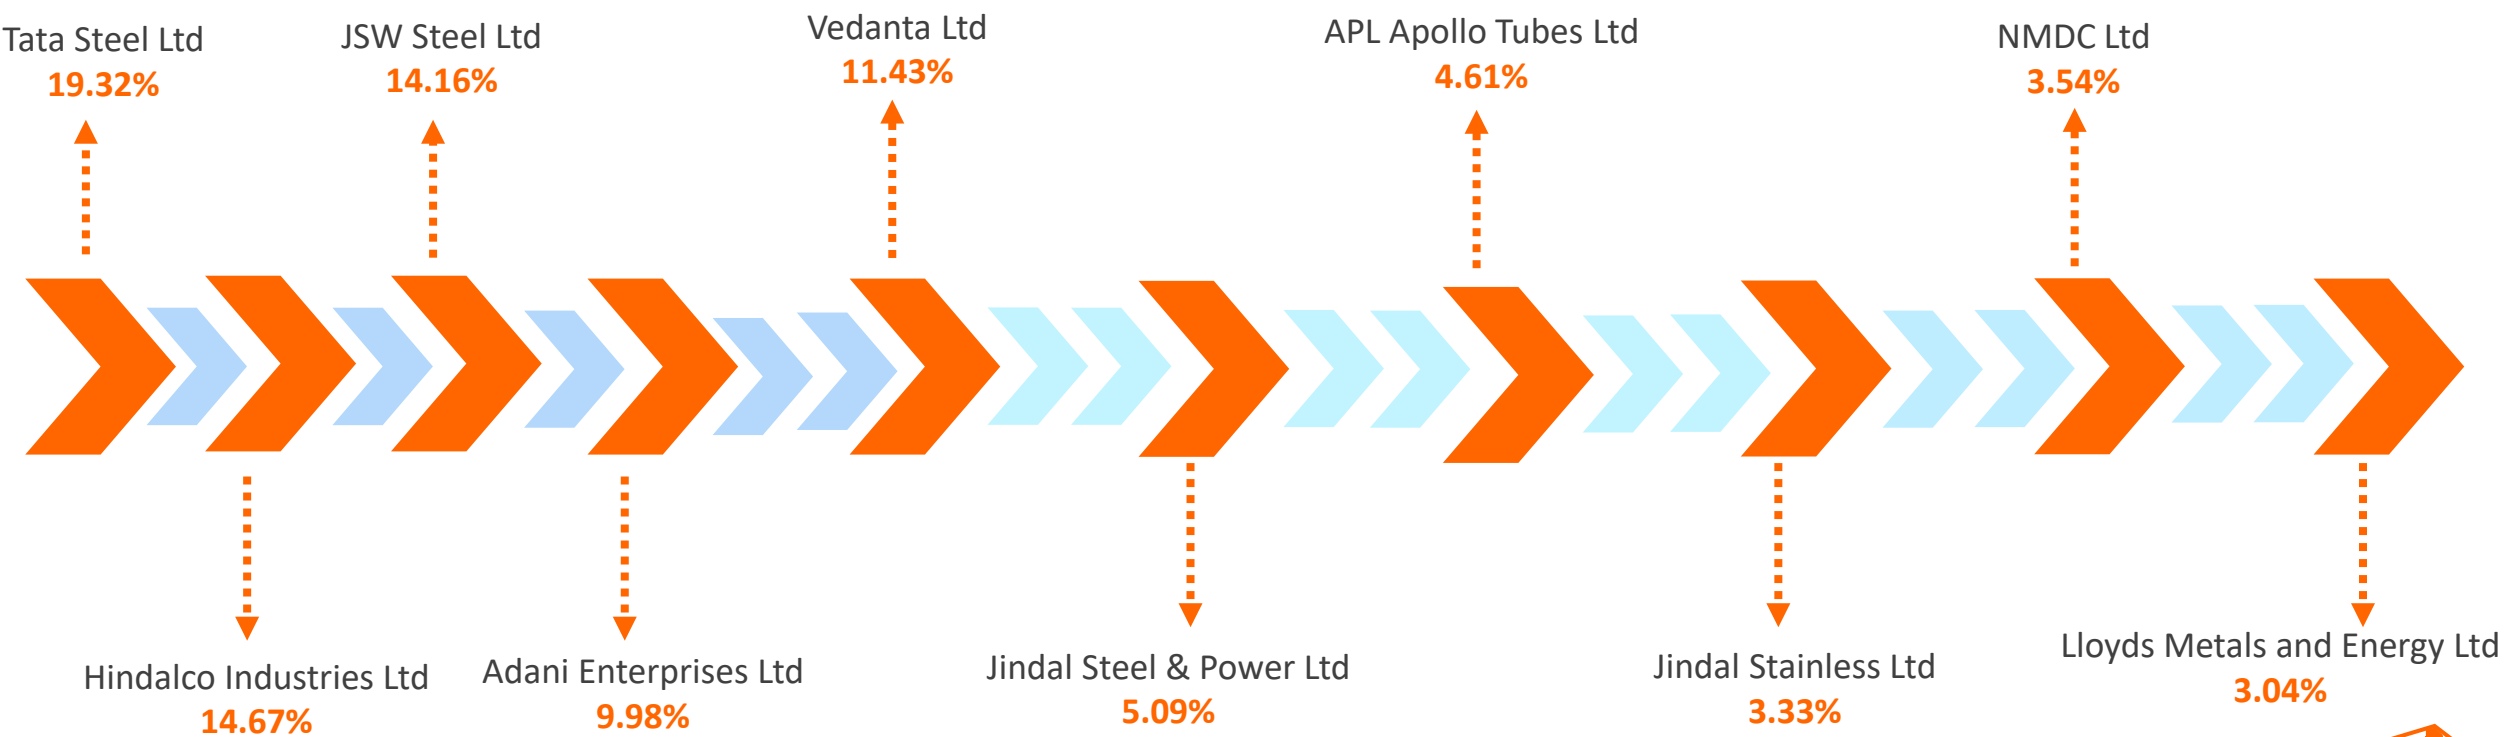 Tata Steel Ltd
19.32%
JSW Steel Ltd
14.16%
Vedanta Ltd
11.43%
APL Apollo Tubes Ltd
4.61%
NMDC Ltd
3.54%
Hindalco Industries Ltd
14.67%
Adani Enterprises Ltd
9.98%
Jindal Steel & Power Ltd
5.09%
Jindal Stainless Ltd
3.33%
Lloyds Metals and Energy Ltd
3.04%